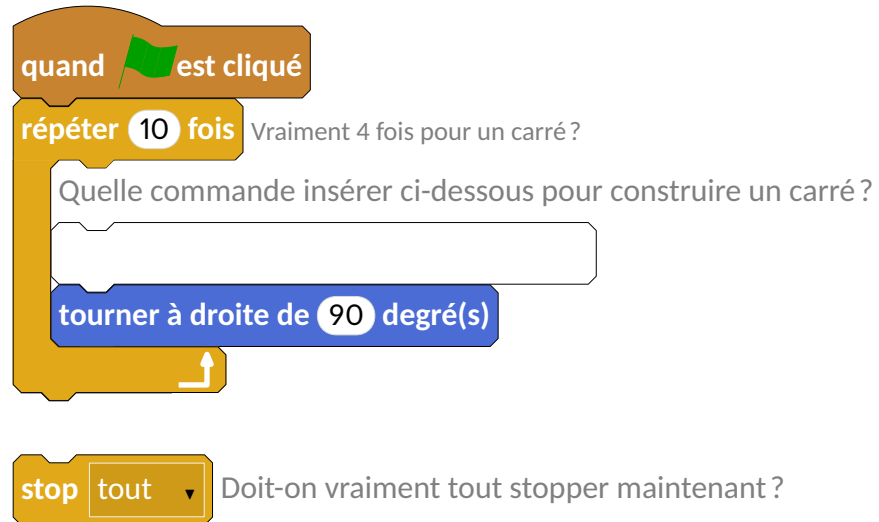 quand est cliqué
répéter 10 fois Vraiment 4 fois pour un carré ?
Quelle commande insérer ci-dessous pour construire un carré ?
tourner à droite de 90 degré(s)
stop tout Doit-on vraiment tout stopper maintenant ?